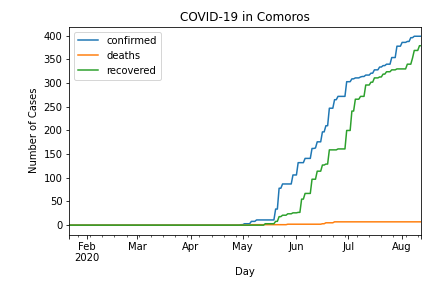 COVID-19 in Comoros
confirmed
deaths
recovered
Number of Cases
400
350
300
250
200
150
100
50
0
Feb Mar Apr May Jun Jul Aug
2020
Day